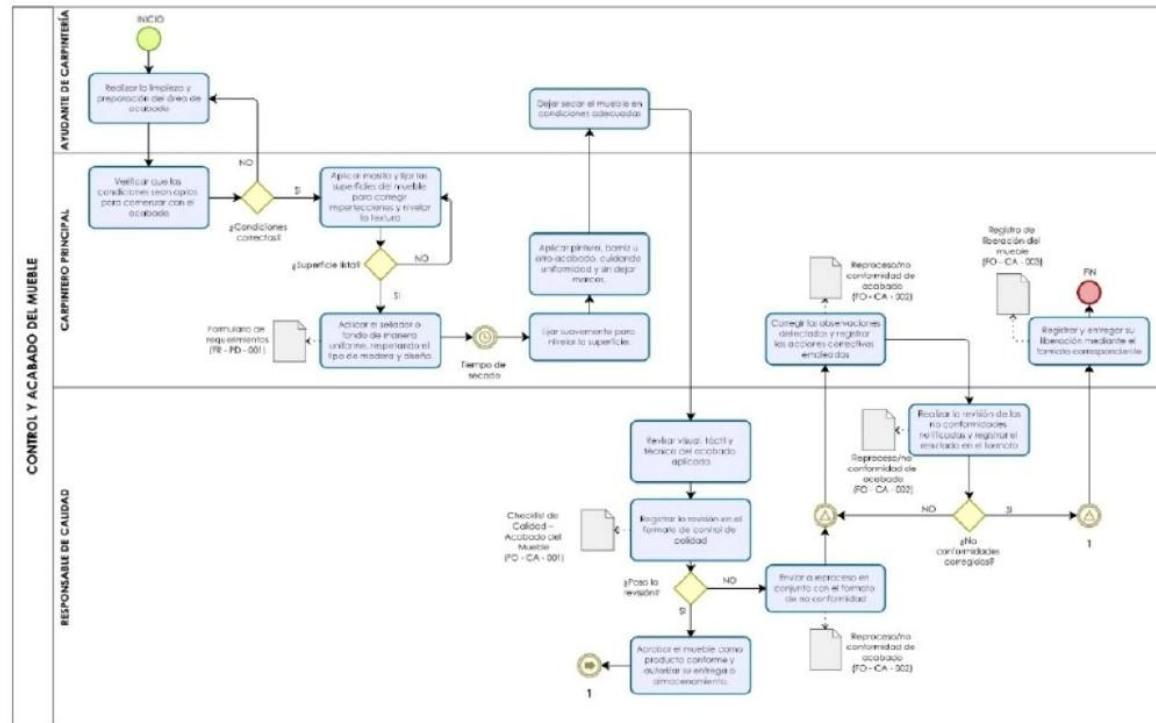 CONTROL Y ACABADO DEL MUEBLE
AYUDANTE DE CARPINTERÍA
INICIO
Realizar la limpieza y
preparación del área de
acabado
Dejar secar el mueble en
condiciones adecuadas
CARPINTERO PRINCIPAL
Verificar que las
condiciones sean aptas
para comenzar con el
acabado
NO
SI
¿Condiciones
correctas?
Aplicar masilla y lijar las
superficies del mueble
para corregir
imperfecciones y nivelar
la textura
¿Superficie lista?
NO
SI
Formulario de
requerimientos
(FR - PD - 001)
Aplicar el sellador o
fondo de manera
uniforme, respetando el
tipo de madera y diseño.
Tiempo de
secado
Lijar suavemente para
nivelar la superficie.
Aplicar pintura, barniz u
otro acabado, cuidando
uniformidad y sin dejar
marcas.
Reproceso/no
conformidad de
acabado
(FO - CA - 002)
Corregir las observaciones
detectadas y registrar
las acciones correctivas
empleadas
Registro de
liberación del
mueble
(FO - CA - 003)
FIN
Registrar y entregar su
liberación mediante el
formato correspondiente
RESPONSABLE DE CALIDAD
Revisar visual, táctil y
técnica del acabado
aplicado
Checklist de
Calidad –
Acabado del
Mueble
(FO - CA - 001)
Registrar la revisión en el
formato de control de
calidad
¿Pasa la
revisión?
NO
SI
Enviar a reproceso en
conjunto con el formato
de no conformidad
Reproceso/no
conformidad de
acabado
(FO - CA - 002)
Aprobar el mueble como
producto conforme y
autorizar su entrega o
almacenamiento.
1
Realizar la revisión de las
no conformidades
notificadas y registrar el
resultado en el formato
Reproceso/no
conformidad de
acabado
(FO - CA - 002)
NO
SI
¿No
conformidades
corregidas?
1